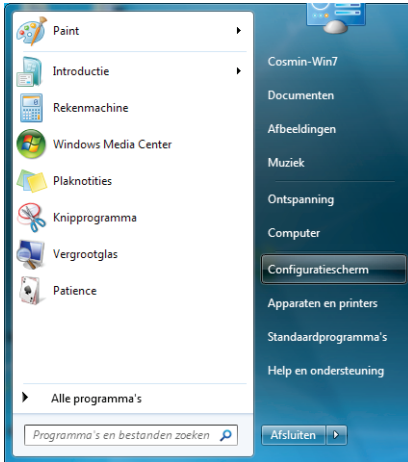 Paint
Introductie
Rekenmachine
Windows Media Center
Plaknotities
Knipprogramma
Vergrootglas
Patience
Alle programma's
Programma's en bestanden zoeken
Cosmin-Win7
Documenten
Afbeeldingen
Muziek
Ontspanning
Computer
Configuratiescherm
Apparaten en printers
Standaardprogramma's
Help en ondersteuning
Afsluiten